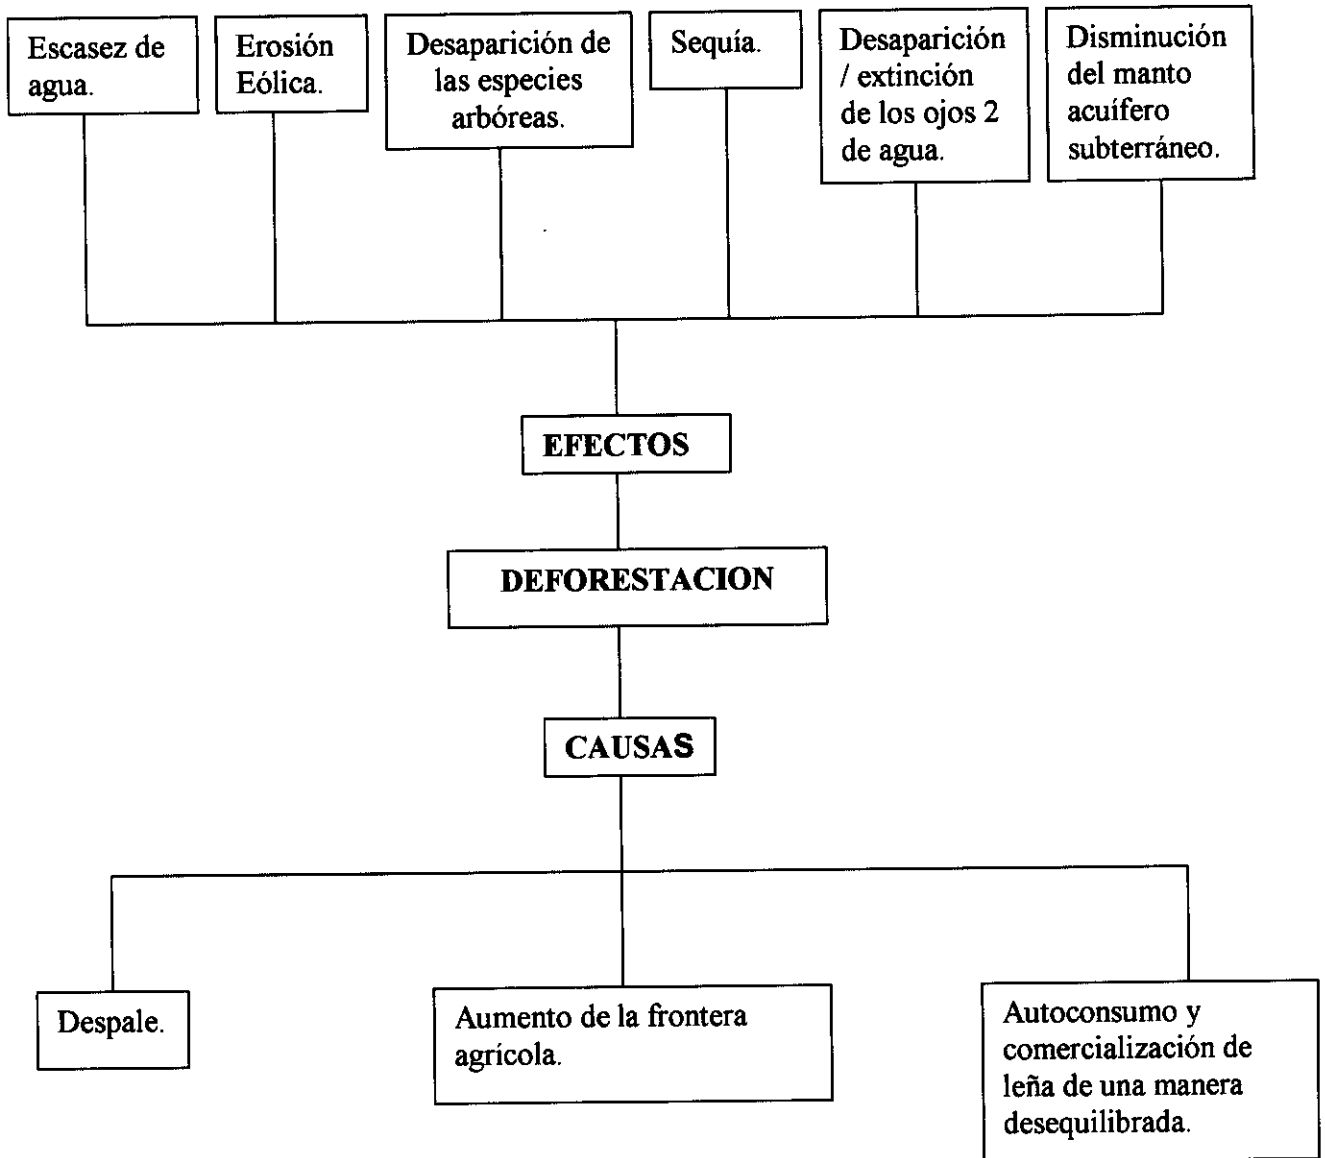 Escasez de
agua.
Erosión
Eólica.
Desaparición de
las especies
arbóreas.
Sequía.
Desaparición
/ extinción
de los ojos 2
de agua.
Disminución
del manto
acuífero
subterráneo.
EFECTOS
DEFORESTACION
CAUSAS
Despale.
Aumento de la frontera
agrícola.
Autoconsumo y
comercialización de
leña de una manera
desequilibrada.